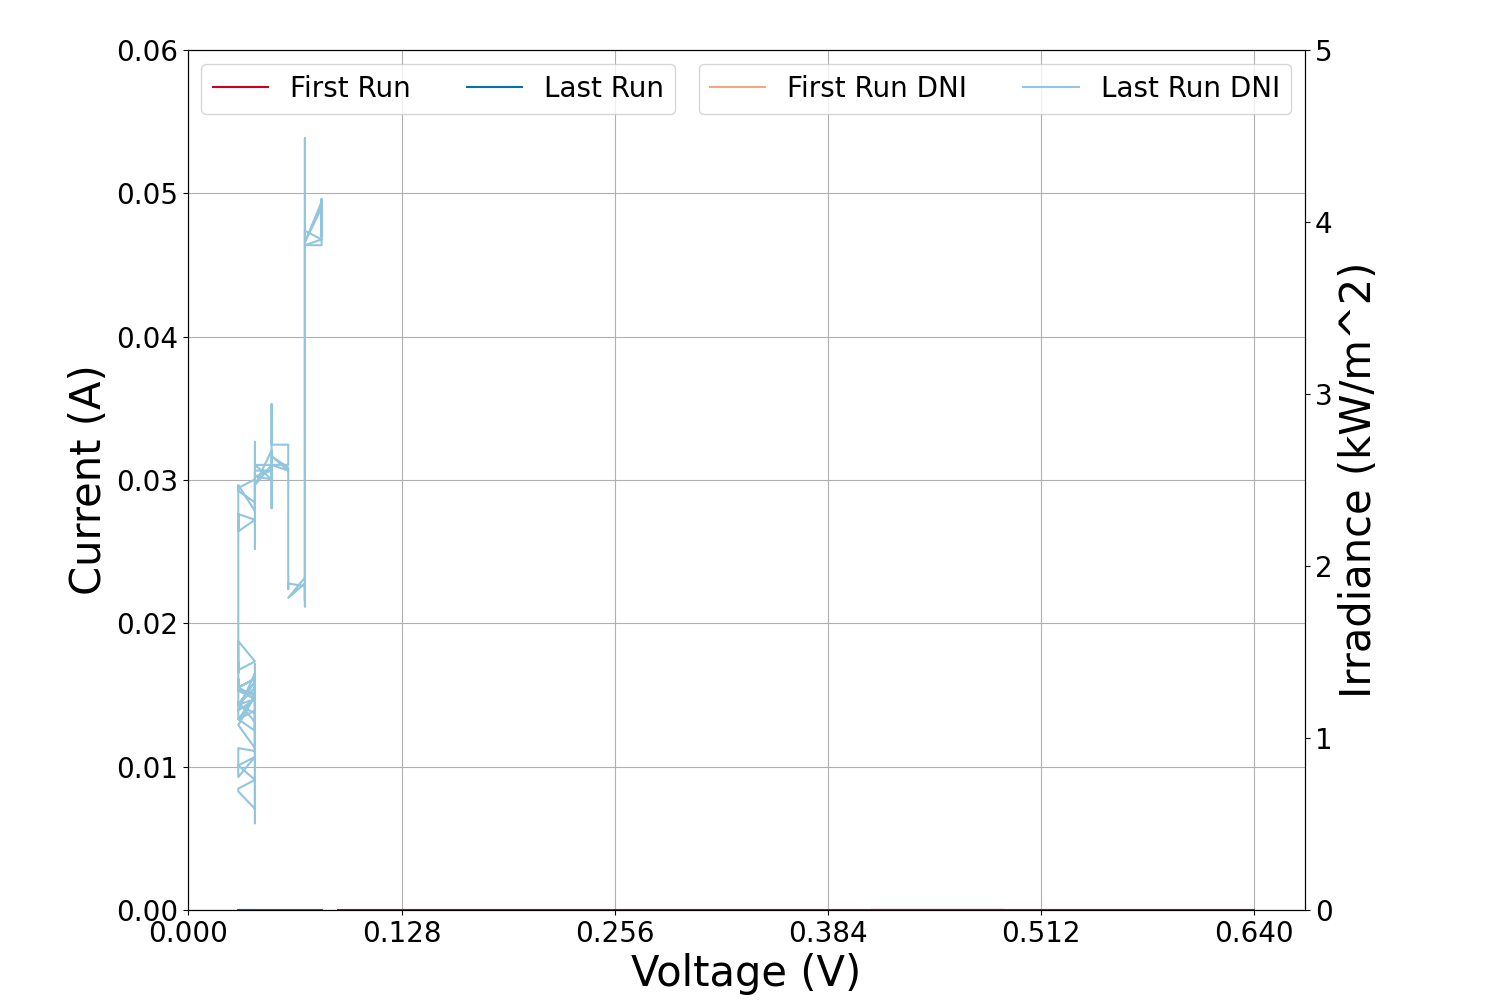 0.06
0.05
0.04
0.03
0.02
0.01
0.00
Current (A)
First Run
Last Run
First Run DNI
Last Run DNI
5
4
3
2
1
0
Irradiance (kW/m^2)
0.000 0.128 0.256 0.384 0.512 0.640
Voltage (V)